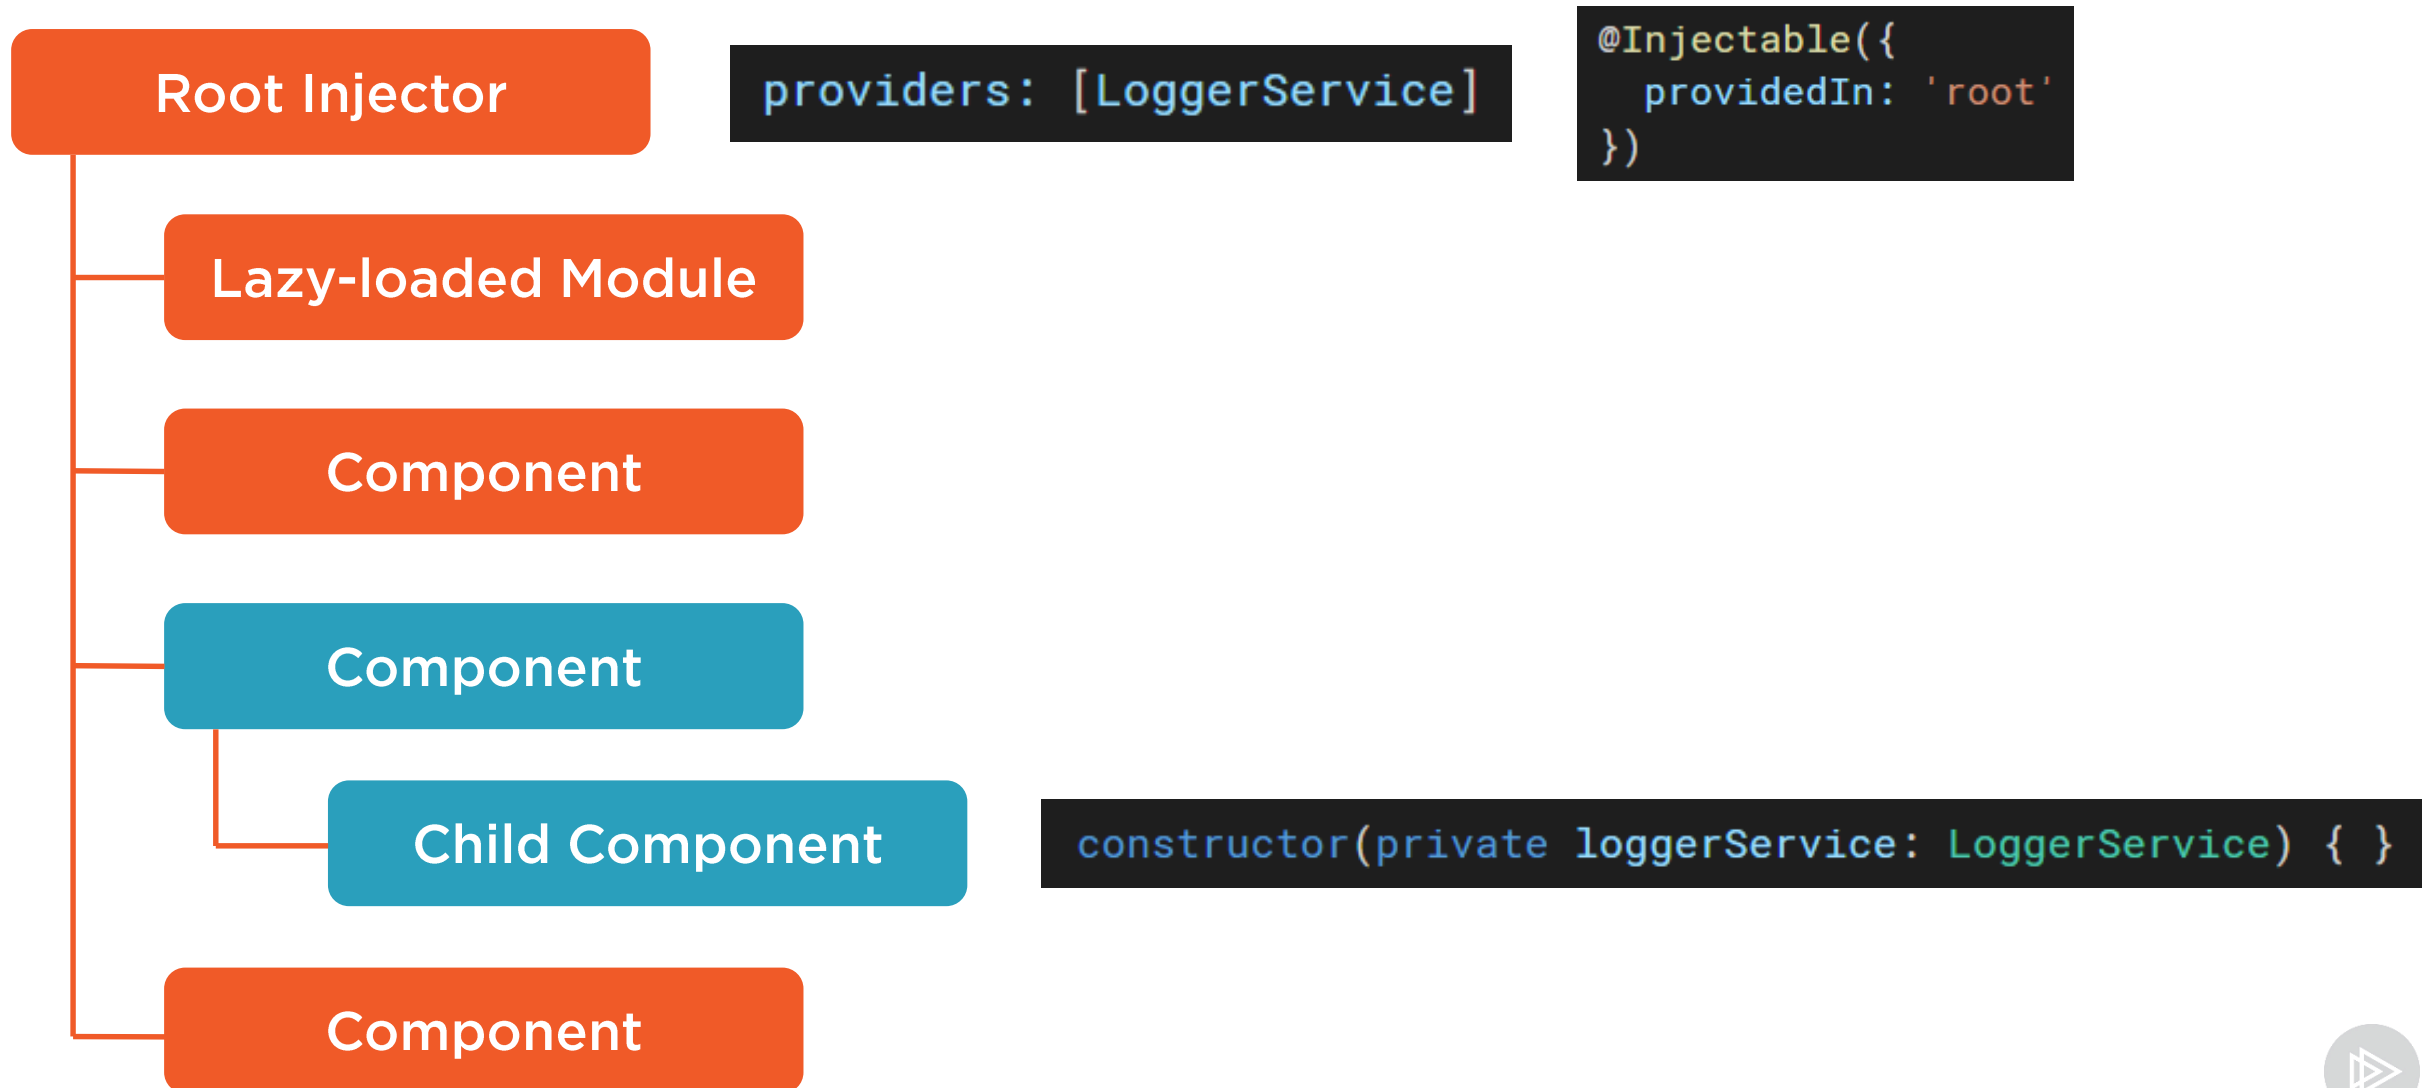 Root Injector
providers: [LoggerService]
@Injectable({
  providedIn: 'root'
})
Lazy-loaded Module
Component
Component
Child Component
constructor(private loggerService: LoggerService) { }
Component